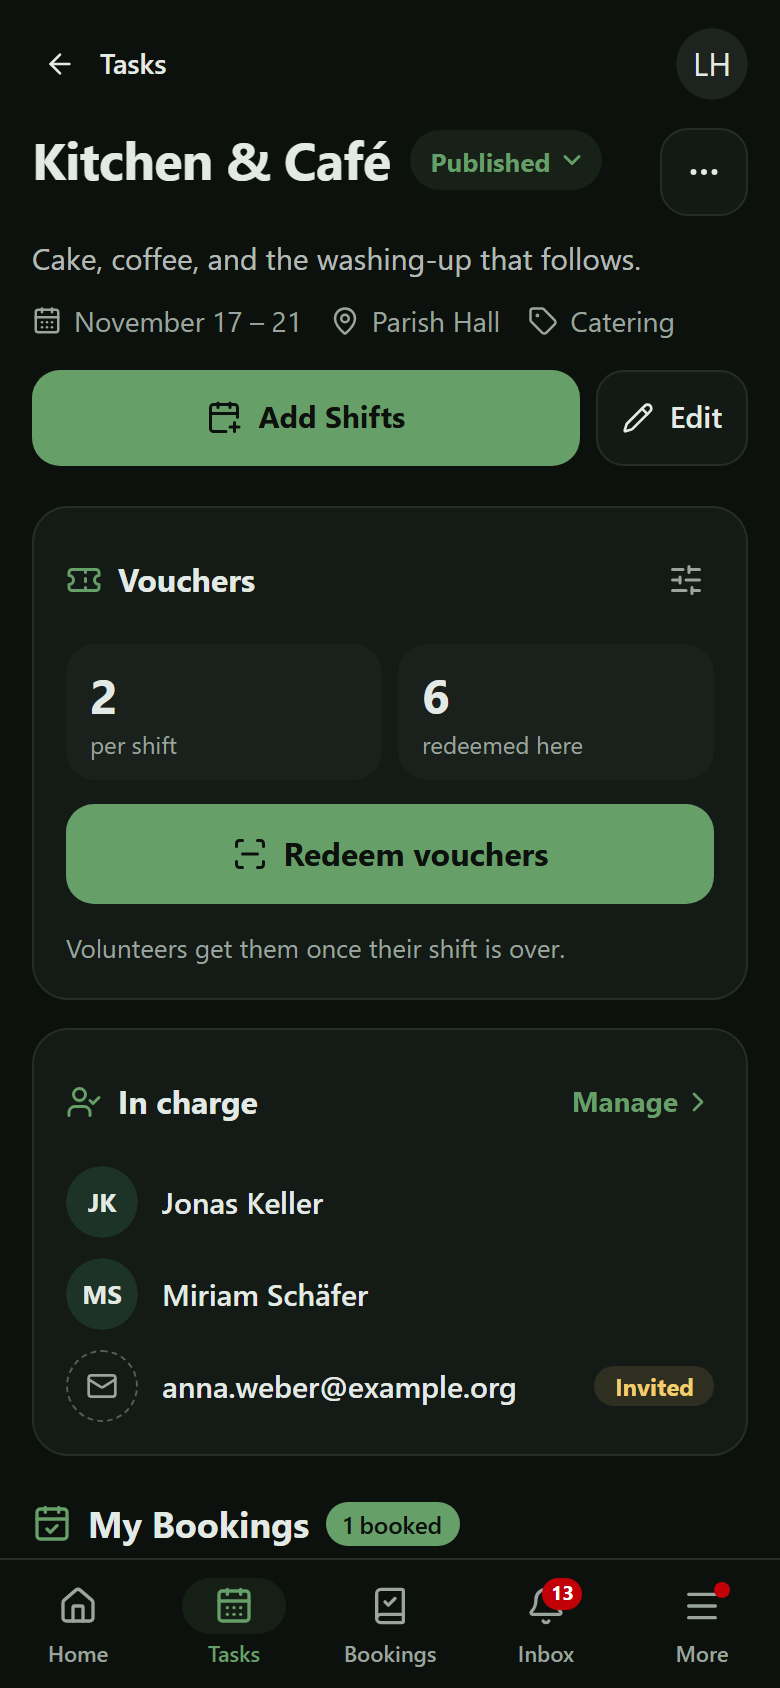 Tasks
LH
Kitchen & Café
Published
Cake, coffee, and the washing-up that follows.
November 17 – 21
Parish Hall
Catering
Add Shifts
Edit
Vouchers
2
per shift
6
redeemed here
Redeem vouchers
Volunteers get them once their shift is over.
In charge
Manage
JK
Jonas Keller
MS
Miriam Schäfer
anna.weber@example.org
Invited
My Bookings
1 booked
Home
Tasks
Bookings
13
Inbox
More